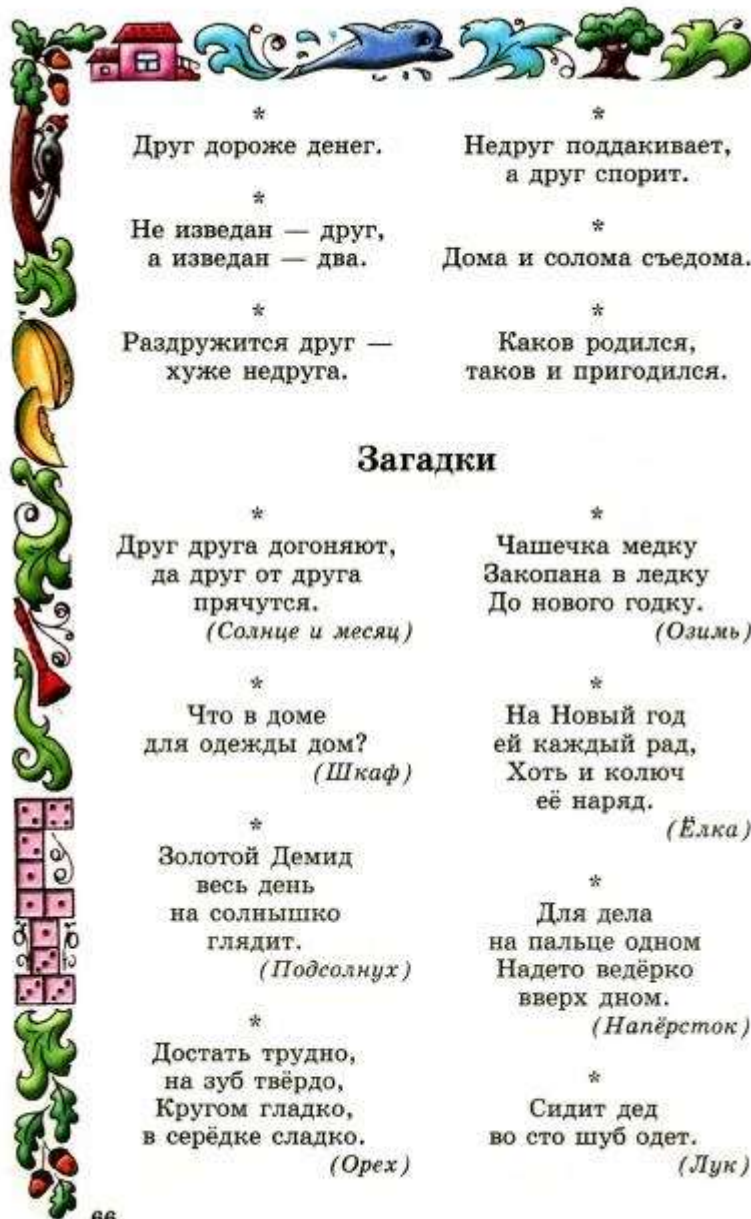 *
Друг дороже денег.
*
Не изведан — друг,
а изведан — два.
*
Раздружится друг —
хуже недруга.
*
Недруг поддакивает,
а друг спорит.
*
Дома и солома съедома.
*
Каков родился,
таков и пригодился.
Загадки
*
Друг друга догоняют,
да друг от друга
прячутся.
(Солнце и месяц)
*
Что в доме
для одежды дом?
(Шкаф)
*
Золотой Демид
весь день
на солнышко
глядит.
(Подсолнух)
*
Достать трудно,
на зуб твёрдо,
Кругом гладко,
в серёдке сладко.
(Орех)
*
Чашечка медку
Закопана в ледку
До нового годку.
(Озимь)
*
На Новый год
ей каждый рад,
Хоть и колюч
её наряд.
(Ёлка)
*
Для дела
на пальце одном
Надето ведёрко
вверх дном.
(Напёрсток)
*
Сидит дед
во сто шуб одет.
(Лук)
66